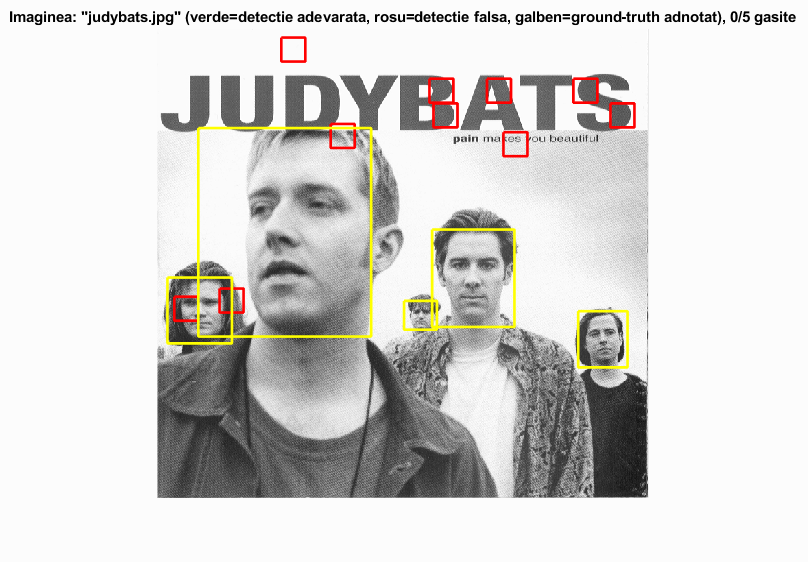 Imaginea: "judybats.jpg" (verde=detectie adevarata, rosu=detectie falsa, galben=ground-truth adnotat), 0/5 gasite
JUDYBATS
pain makes you beautiful